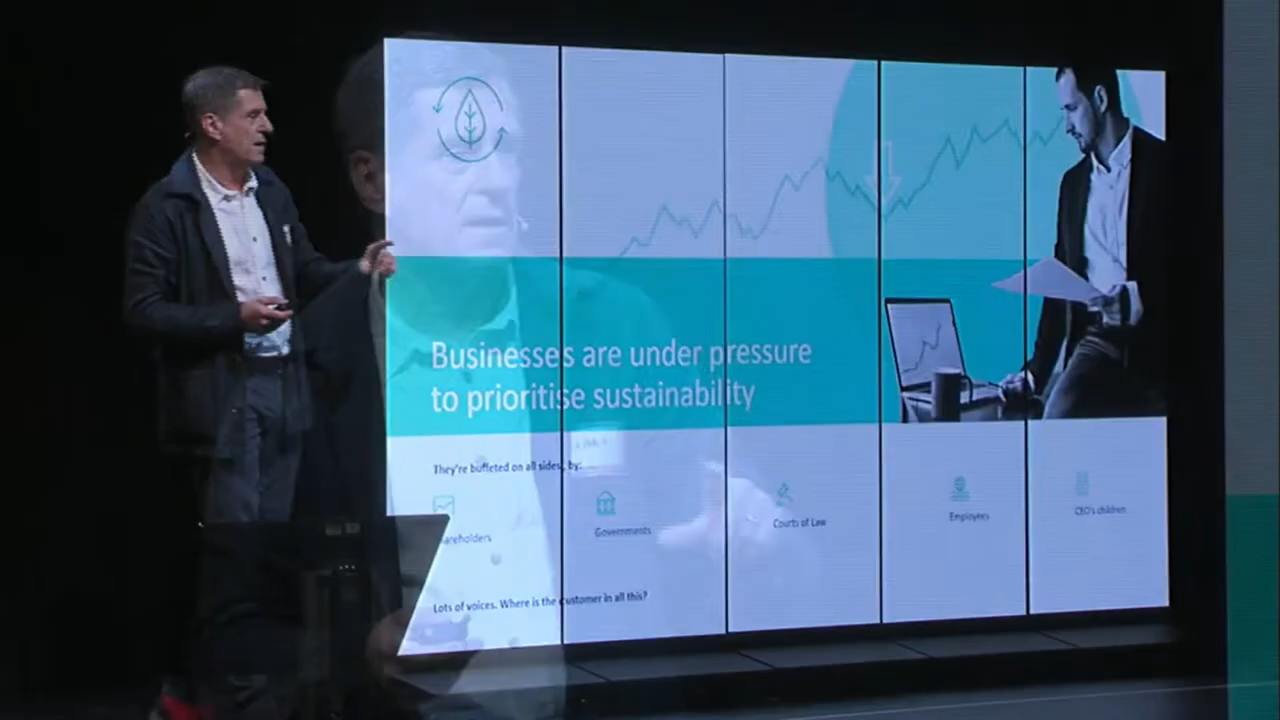 Businesses are under pressure
to prioritise sustainability
They're buffeted on all sides, by:
areholders
Governments
Courts of Law
Employees
CEO's children
Lots of voices. Where is the customer in all this?